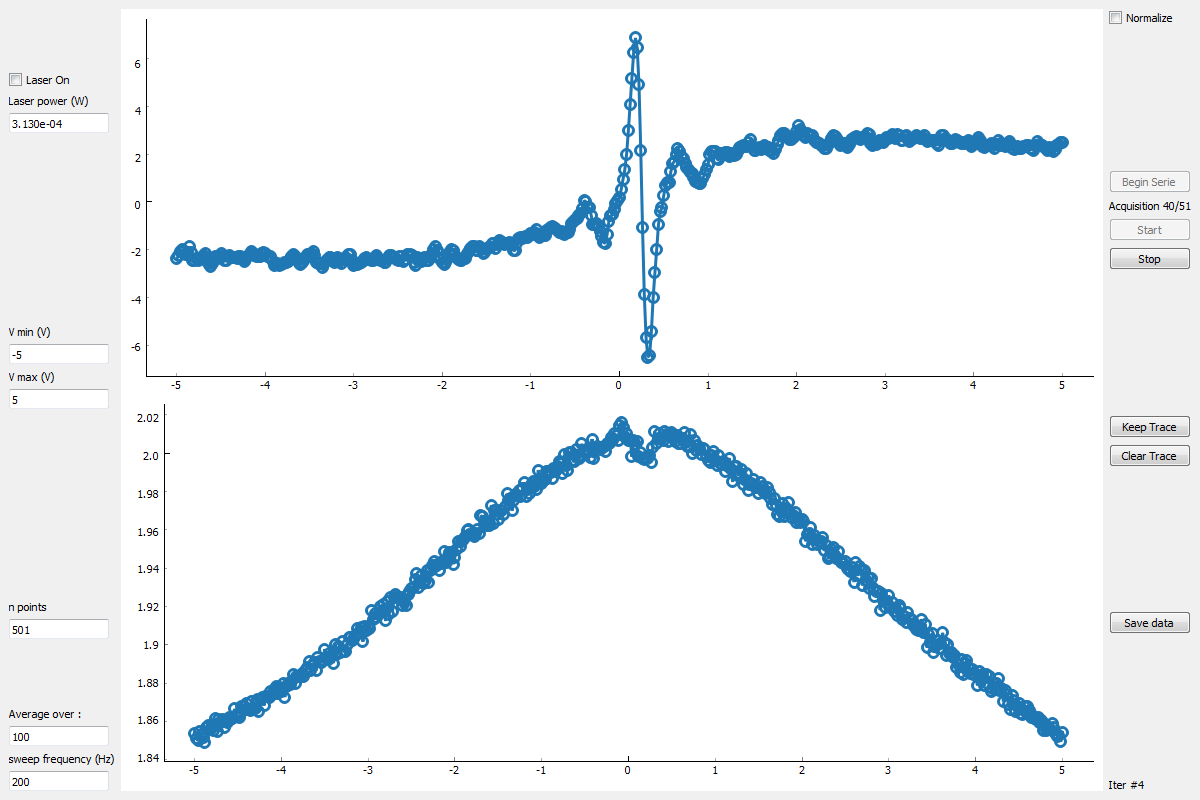 Normalize
Laser On
Laser power (W)
3.130e-04
V min (V)
-5
V max (V)
5
n points
501
Average over :
100
sweep frequency (Hz)
200
6
4
2
0
-2
-4
-6
-5 -4 -3 -2 -1 0 1 2 3 4 5
2.02
2.0
1.98
1.96
1.94
1.92
1.9
1.88
1.86
1.84
-5 -4 -3 -2 -1 0 1 2 3 4 5
Begin Serie
Acquisition 40/51
Start
Stop
Keep Trace
Clear Trace
Save data
Iter #4